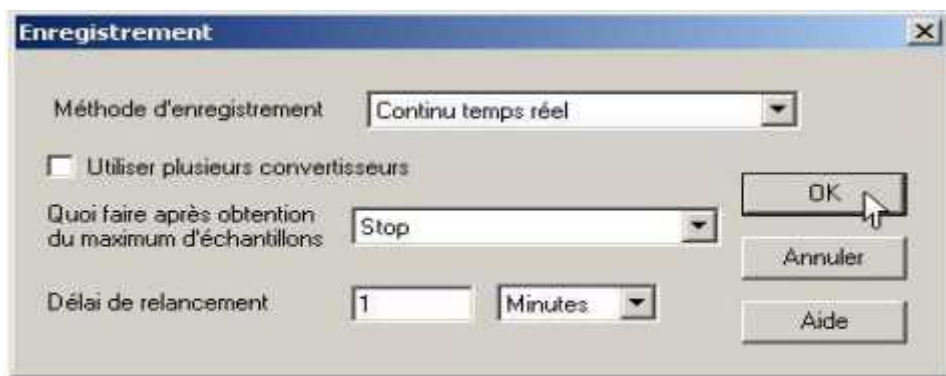 Enregistrement
Méthode d'enregistrement
Continu temps réel
Utiliser plusieurs convertisseurs
Quoi faire après obtention
du maximum d'échantillons
Stop
Délai de relancement
1
Minutes
OK
Annuler
Aide